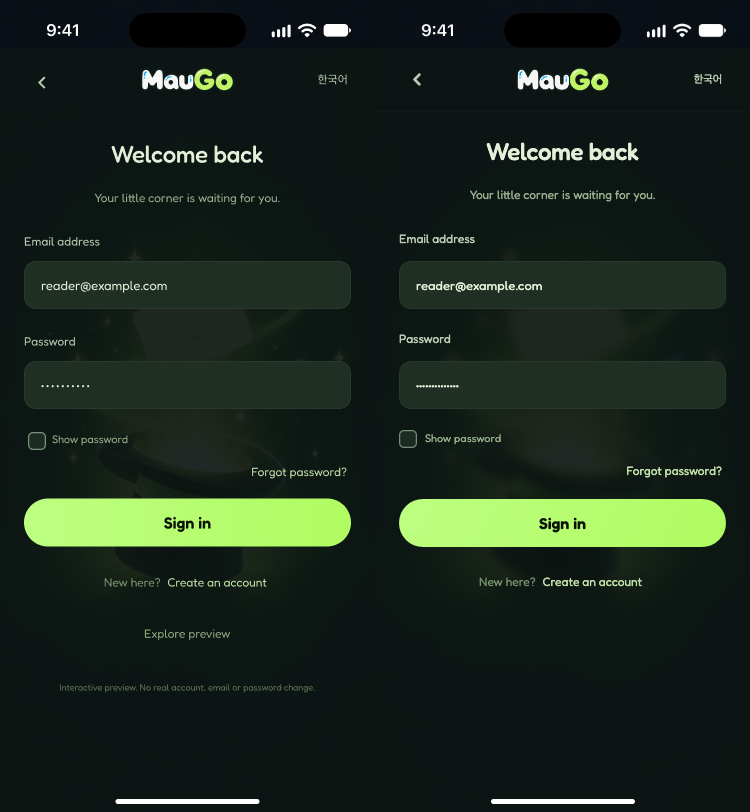 9:41
MauGo
한국어
Welcome back
Your little corner is waiting for you.
Email address
reader@example.com
Password
Show password
Forgot password?
Sign in
New here? Create an account
Explore preview
Interactive preview. No real account, email or password change.
9:41
MauGo
한국어
Welcome back
Your little corner is waiting for you.
Email address
reader@example.com
Password
Show password
Forgot password?
Sign in
New here? Create an account